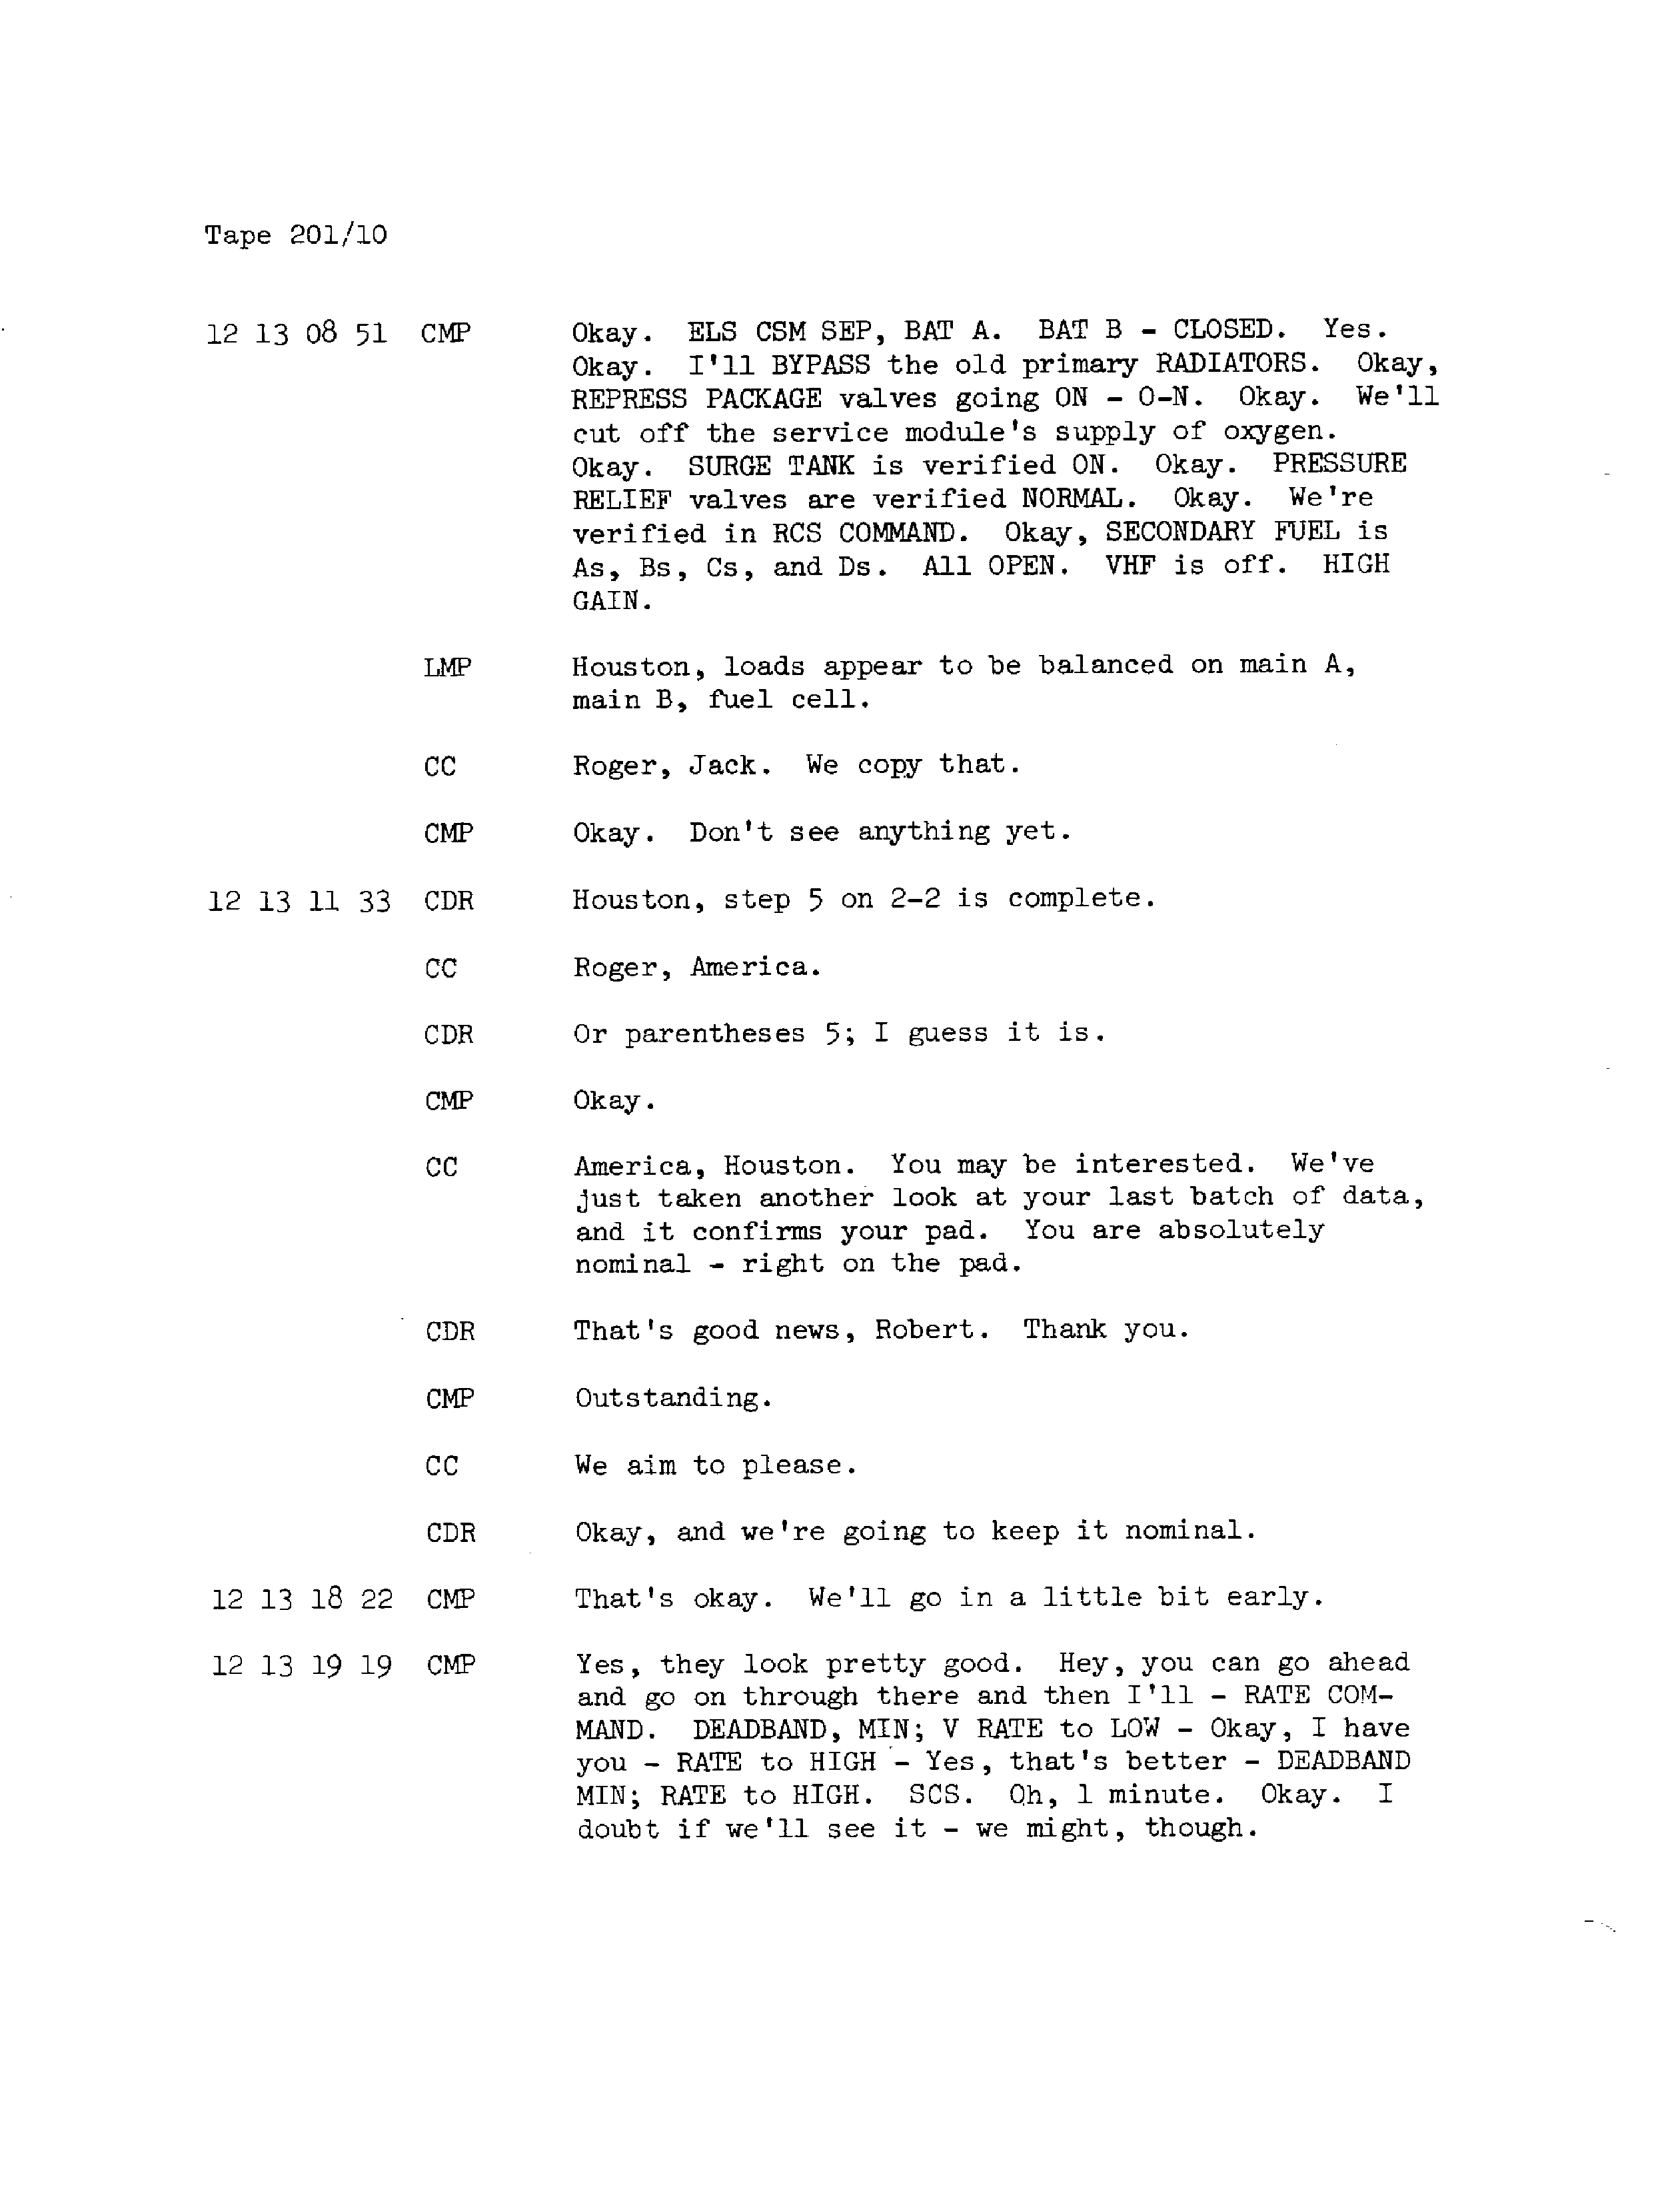 Tape 201/10
12 13 08 51 CMP Okay. ELS CSM SEP, BAT A. BAT B - CLOSED. Yes.
Okay. I'll BYPASS the old primary RADIATORS. Okay,
REPRESS PACKAGE valves going ON - O-N. Okay. We'll
cut off the service module's supply of oxygen.
Okay. SURGE TANK is verified ON. Okay. PRESSURE
RELIEF valves are verified NORMAL. Okay. We're
verified in RCS COMMAND. Okay, SECONDARY FUEL is
As, Bs, Cs, and Ds. All OPEN. VHF is off. HIGH
GAIN.
LMP Houston, loads appear to be balanced on main A,
main B, fuel cell.
CC Roger, Jack. We copy that.
CMP Okay. Don't see anything yet.
12 13 11 33 CDR Houston, step 5 on 2-2 is complete.
CC Roger, America.
CDR Or parentheses 5; I guess it is.
CMP Okay.
CC America, Houston. You may be interested. We've
just taken another look at your last batch of data,
and it confirms your pad. You are absolutely
nominal - right on the pad.
CDR That's good news, Robert. Thank you.
CMP Outstanding.
CC We aim to please.
CDR Okay, and we're going to keep it nominal.
12 13 18 22 CMP That's okay. We'll go in a little bit early.
12 13 19 19 CMP Yes, they look pretty good. Hey, you can go ahead
and go on through there and then I'll - RATE COM-
MAND. DEADBAND, MIN; V RATE to LOW - Okay, I have
you - RATE to HIGH - Yes, that's better - DEADBAND
MIN; RATE to HIGH. SCS. Oh, 1 minute. Okay. I
doubt if we'll see it - we might, though.